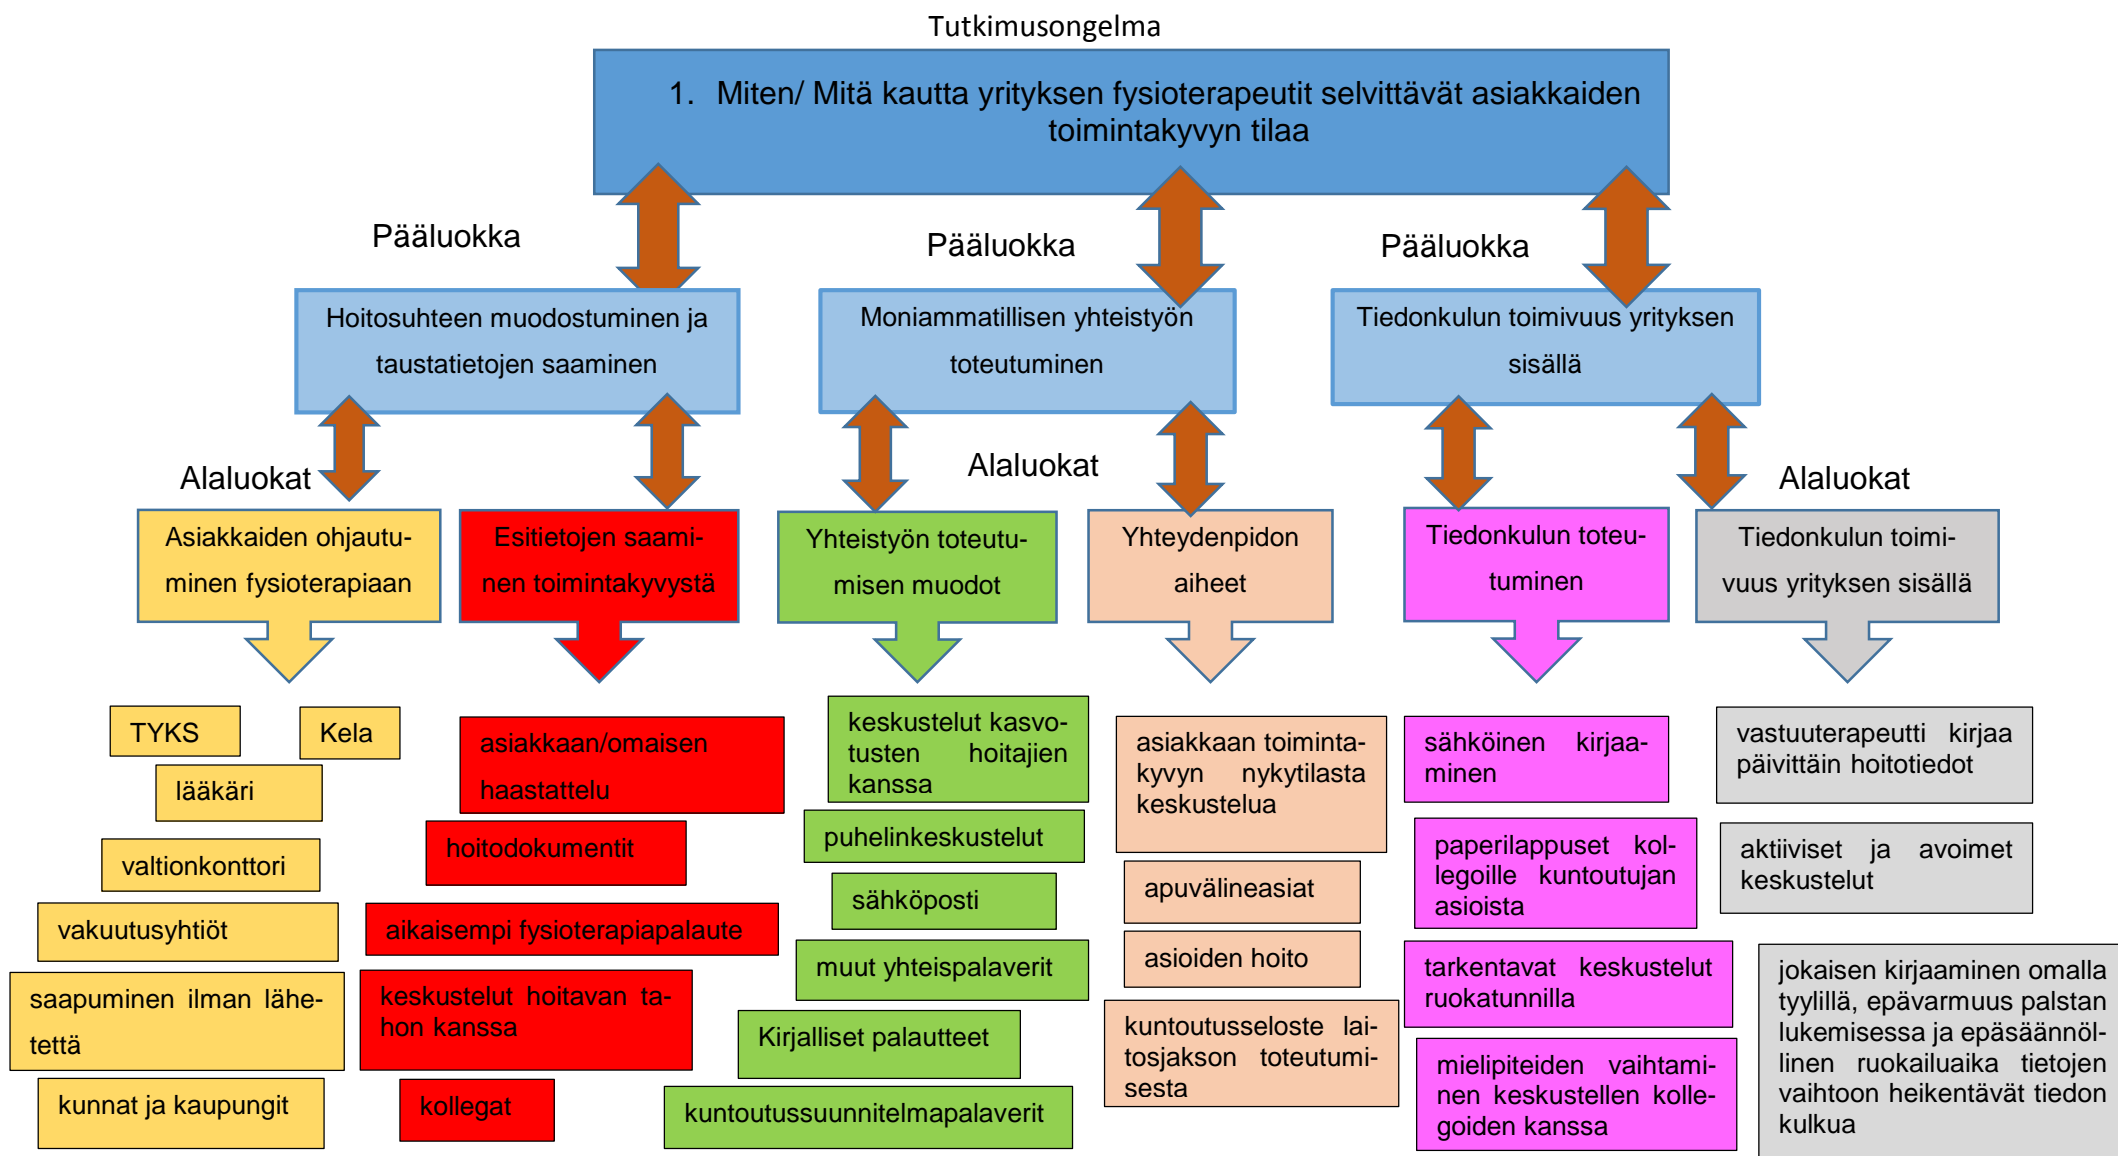 Tutkimusongelma
1. Miten/ Mitä kautta yrityksen fysioterapeutit selvittävät asiakkaiden
toimintakyvyn tilaa
Pääluokka
Pääluokka
Pääluokka
Hoitosuhteen muodostuminen ja
taustatietojen saaminen
Moniammatillisen yhteistyön
toteutuminen
Tiedonkulun toimivuus yrityksen
sisällä
Alaluokat
Alaluokat
Alaluokat
Asiakkaiden ohjautu-
minen fysioterapiaan
Esitietojen saami-
nen toimintakyvystä
Yhteistyön toteutu-
misen muodot
Yhteydenpidon
aiheet
Tiedonkulun toteu-
tuminen
Tiedonkulun toimi-
vuus yrityksen sisällä
TYKS
Kela
lääkäri
valtionkonttori
vakuutusyhtiöt
saapuminen ilman lähe-
tettä
kunnat ja kaupungit
asiakkaan/omaisen
haastattelu
hoitodokumentit
aikaisempi fysioterapiapalaute
keskustelut hoitavan ta-
hon kanssa
kollegat
keskustelut kasvo-
tusten hoitajien
kanssa
puhelinkeskustelut
sähköposti
muut yhteispalaverit
Kirjalliset palautteet
kuntoutussuunnitelmapalaverit
asiakkaan toiminta-
kyvyn nykytilasta
keskustelua
apuvälineasiat
asioiden hoito
kuntoutusseloste lai-
tosjakson toteutumi-
sesta
sähköinen kirjaa-
minen
paperilappuset kol-
legoille kuntoutujan
asioista
tarkentavat keskustelut
ruokatunnilla
mielipiteiden vaihtami-
nen keskustellen kolle-
goiden kanssa
vastuuterapeutti kirjaa
päivittäin hoitotiedot
aktiiviset ja avoimet
keskustelut
jokaisen kirjaaminen omalla
tyylillä, epävarmuus palstan
lukemisessa ja epäsäännöl-
linen ruokailuaika tietojen
vaihtoon heikentävät tiedon
kulkua